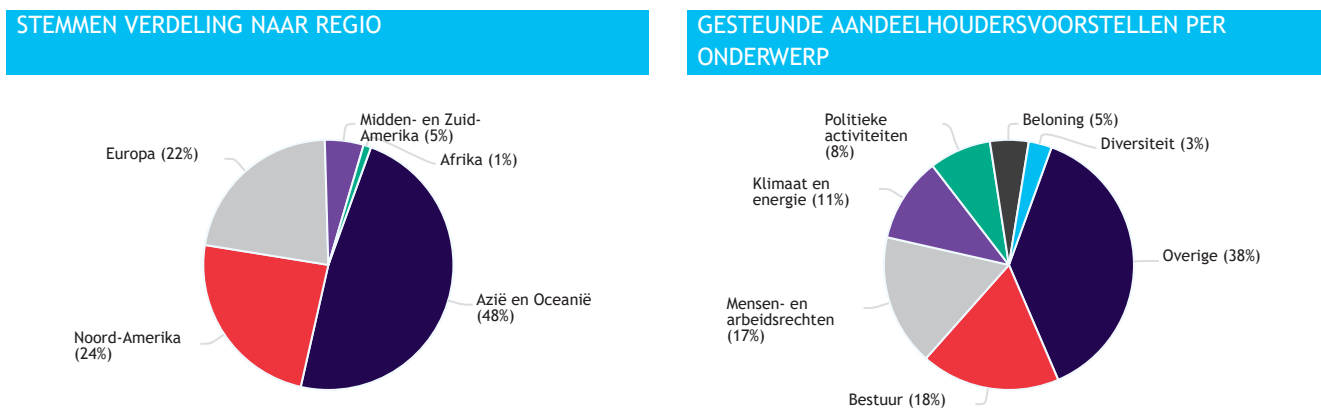 STEMMEN VERDELING NAAR REGIO
Midden- en Zuid-
Amerika (5%)
Afrika (1%)
Europa (22%)
Azië en Oceanië
(48%)
Noord-Amerika
(24%)
GESTEUNDE AANDEELHOUDERSVOORSTELLEN PER
ONDERWERP
Politieke
activiteiten
(8%)
Beloning (5%)
Diversiteit (3%)
Klimaat en
energie (11%)
Overige (38%)
Mensen- en
arbeidsrechten
(17%)
Bestuur (18%)